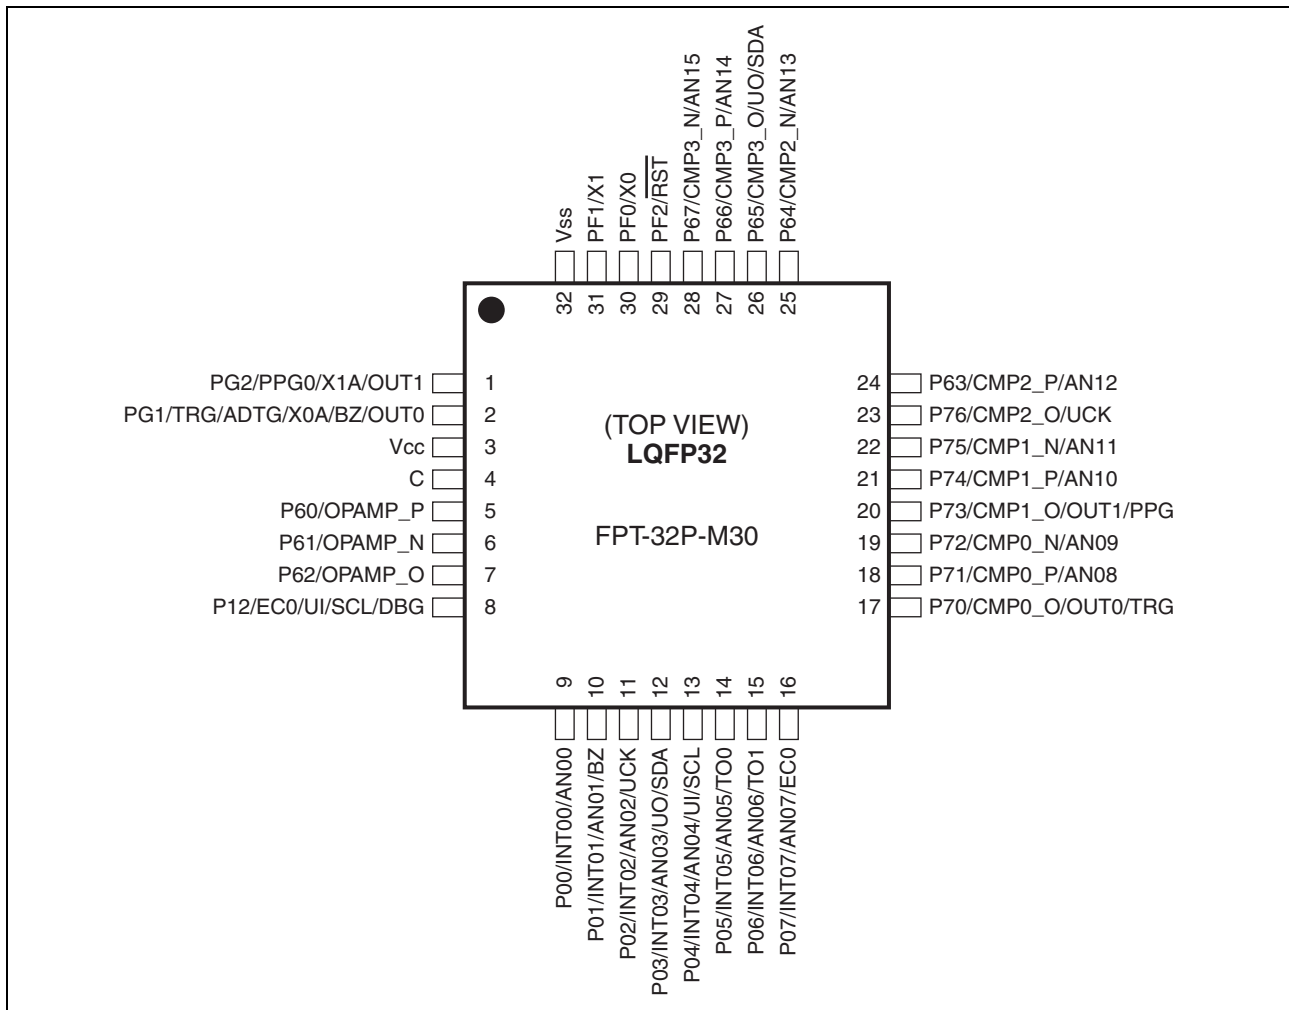 Vss
PF1/X1
PF0/X0
PF2/RST
P67/CMP3_N/AN15
P66/CMP3_P/AN14
P65/CMP3_O/UO/SDA
P64/CMP2_N/AN13
32
31
30
29
28
27
26
25
PG2/PPG0/X1A/OUT1
1
PG1/TRG/ADTG/X0A/BZ/OUT0
2
Vcc
3
C
4
P60/OPAMP_P
5
P61/OPAMP_N
6
P62/OPAMP_O
7
P12/EC0/UI/SCL/DBG
8
(TOP VIEW)
LQFP32
FPT-32P-M30
24
P63/CMP2_P/AN12
23
P76/CMP2_O/UCK
22
P75/CMP1_N/AN11
21
P74/CMP1_P/AN10
20
P73/CMP1_O/OUT1/PPG
19
P72/CMP0_N/AN09
18
P71/CMP0_P/AN08
17
P70/CMP0_O/OUT0/TRG
9
10
11
12
13
14
15
16
P00/INT00/AN00
P01/INT01/AN01/BZ
P02/INT02/AN02/UCK
P03/INT03/AN03/UO/SDA
P04/INT04/AN04/UI/SCL
P05/INT05/AN05/TO0
P06/INT06/AN06/TO1
P07/INT07/AN07/EC0